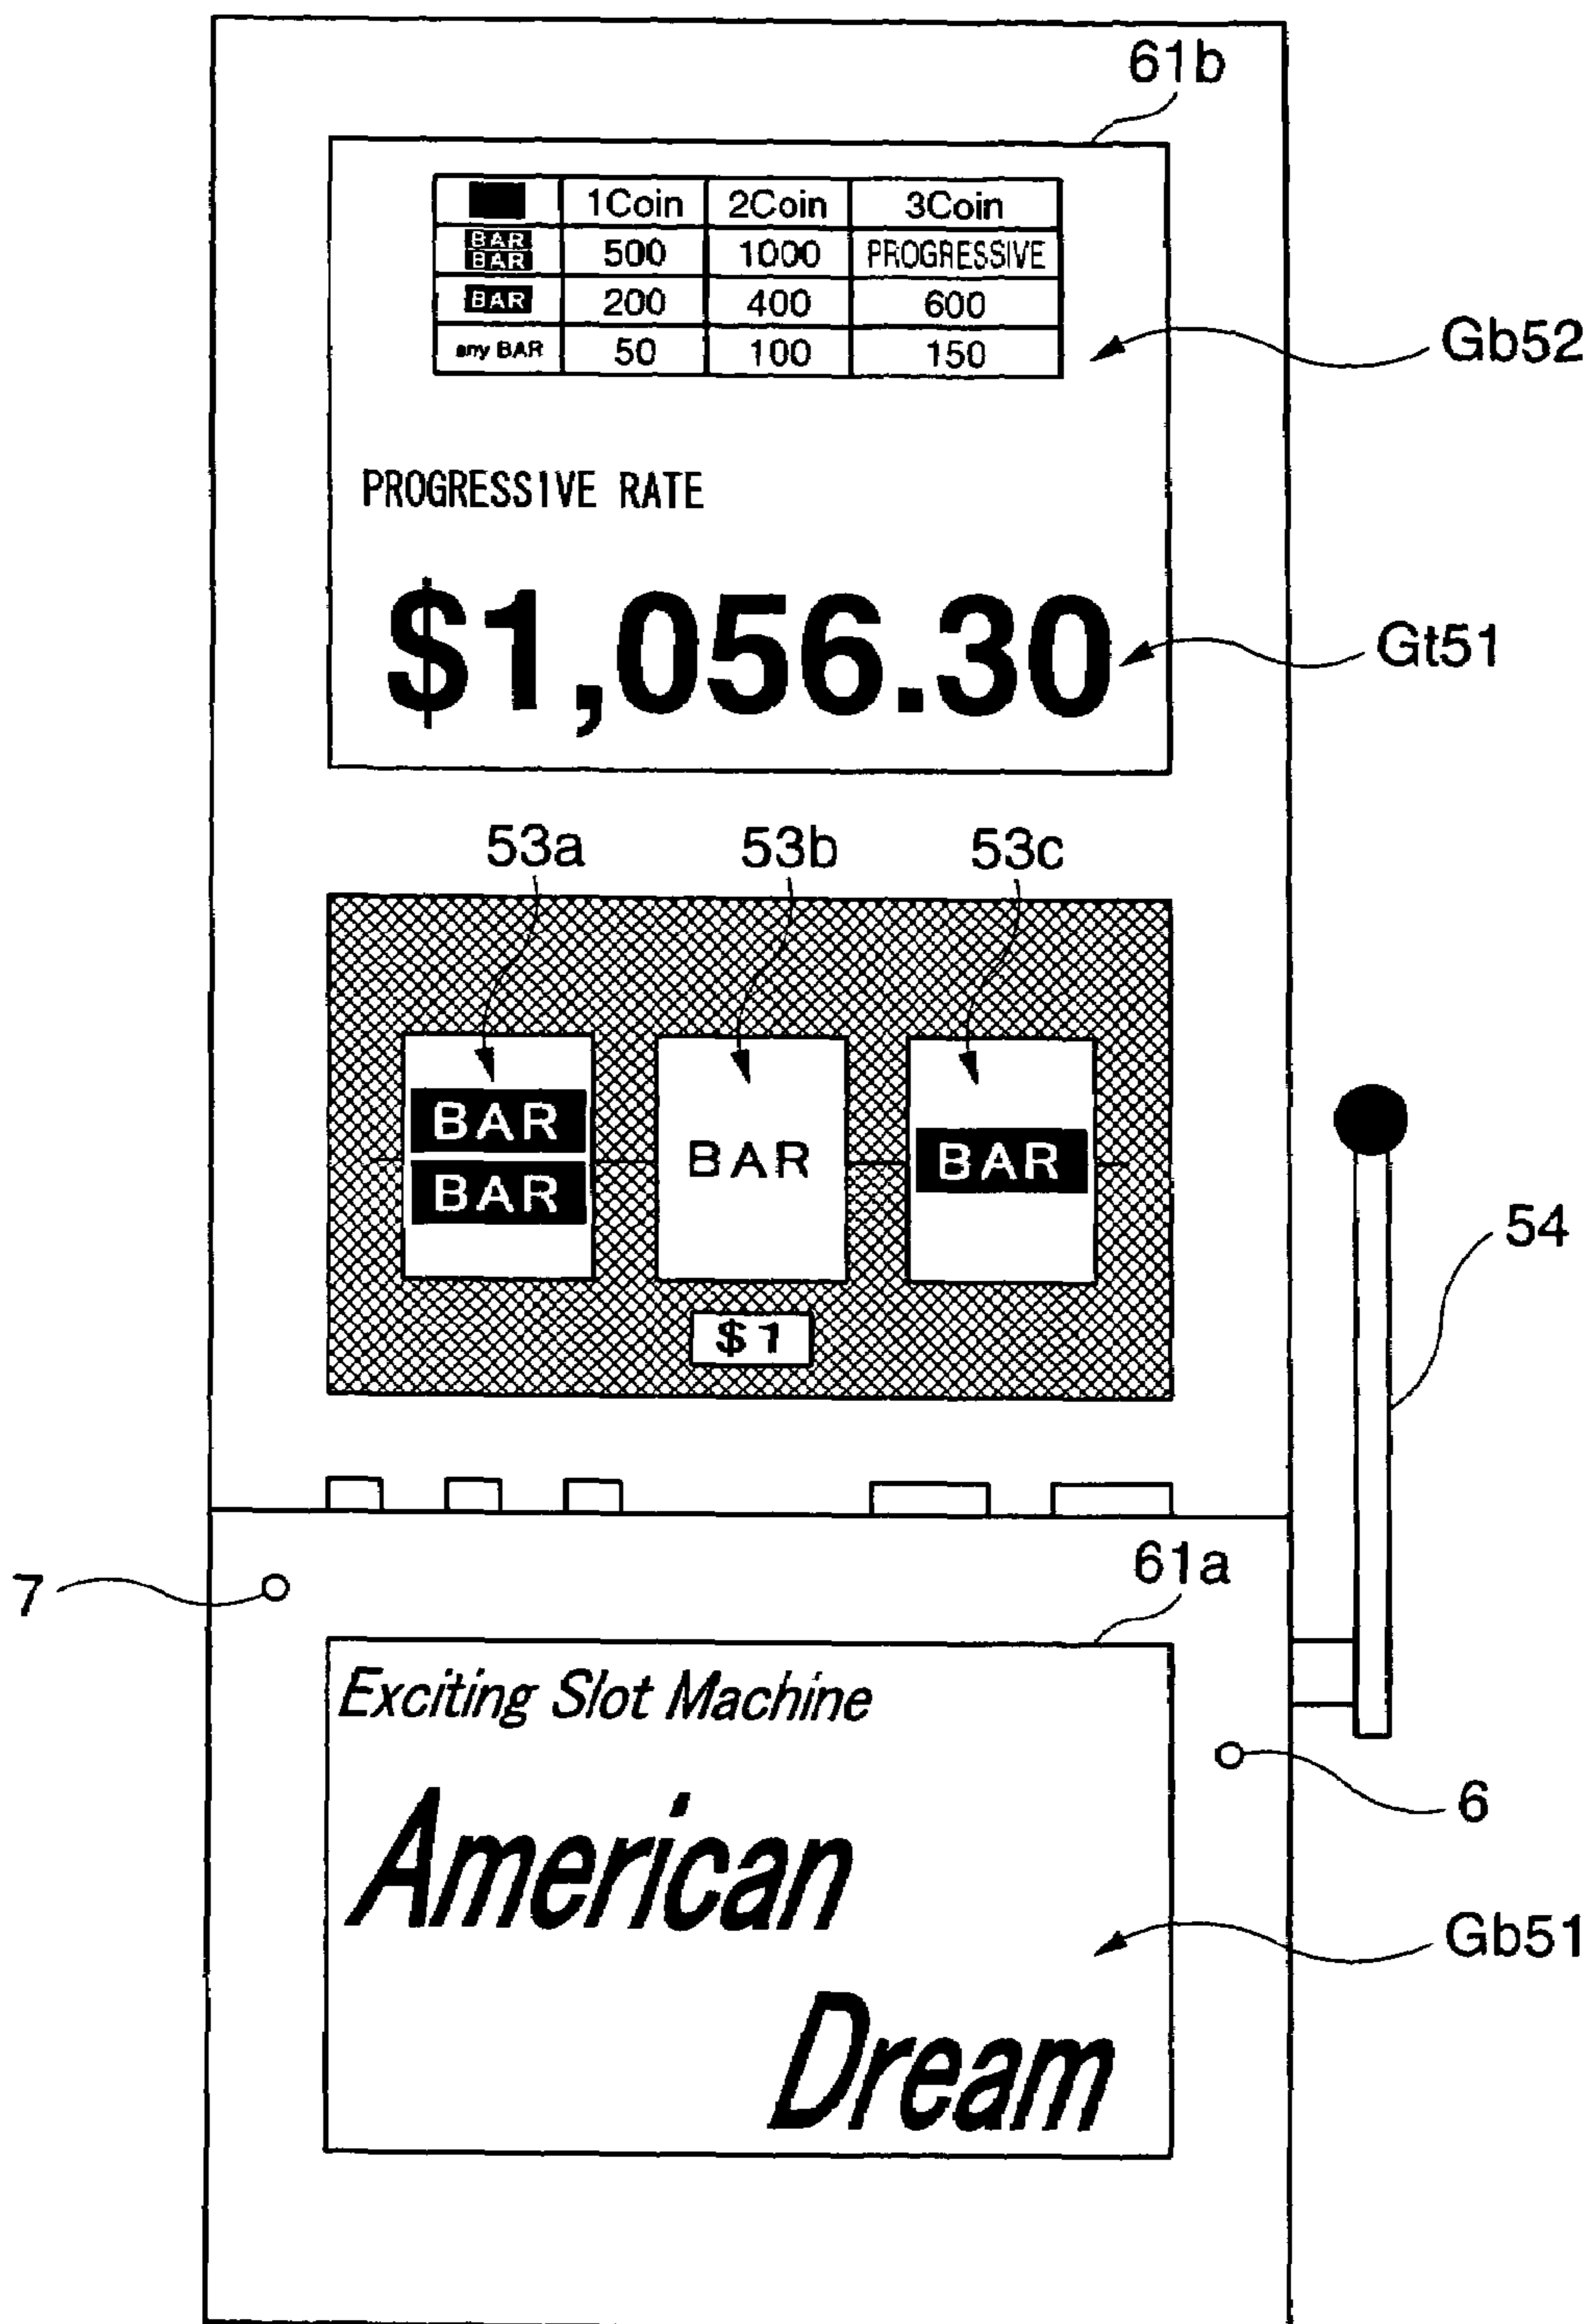 61b
1Coin 2Coin 3Coin
BAR
BAR 500 1000 PROGRESSIVE
BAR 200 400 600
any BAR 50 100 150
Gb52
PROGRESSIVE RATE
$1,056.30
Gt51
53a 53b 53c
BAR
BAR
BAR
BAR
54
$1
61a
7
Exciting Slot Machine
6
American
Gb51
Dream